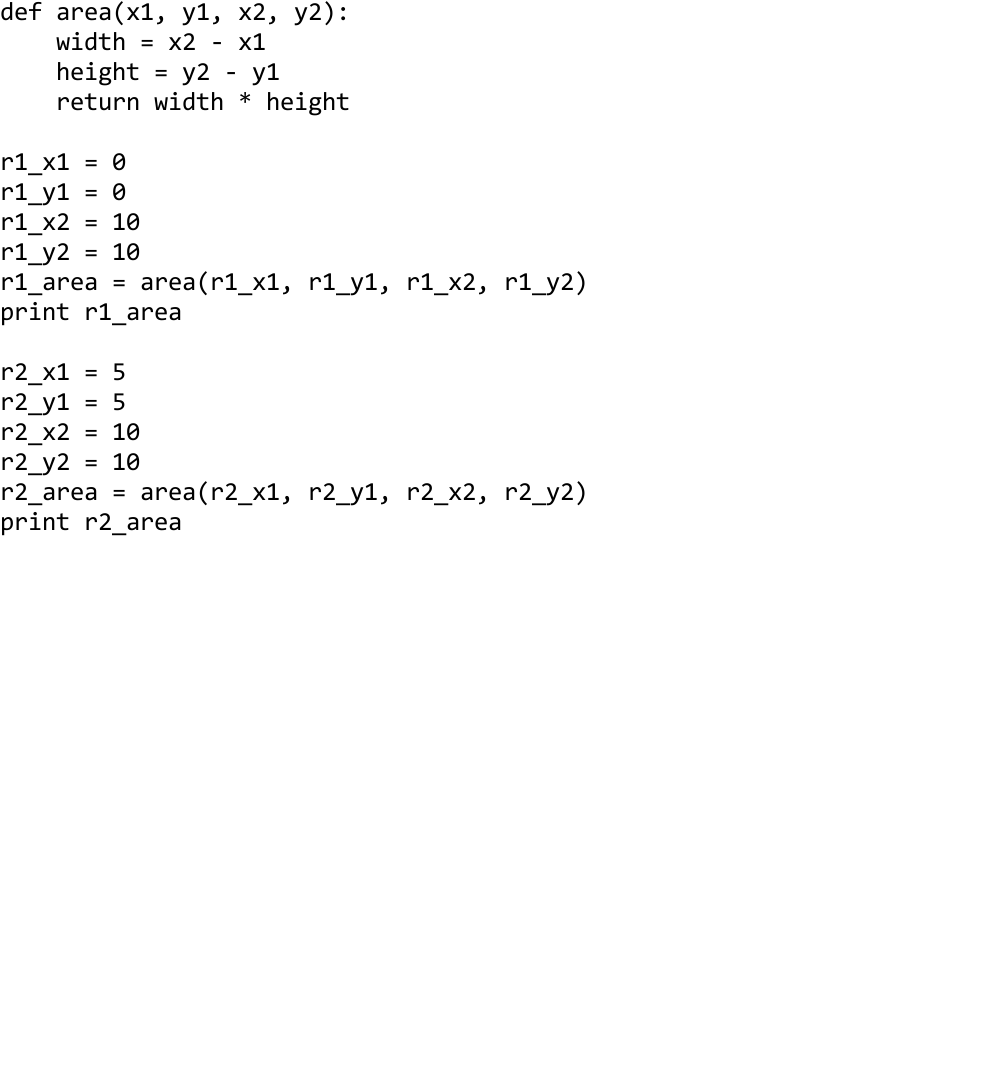 def area(x1, y1, x2, y2):
    width = x2 - x1
    height = y2 - y1
    return width * height

r1_x1 = 0
r1_y1 = 0
r1_x2 = 10
r1_y2 = 10
r1_area = area(r1_x1, r1_y1, r1_x2, r1_y2)
print r1_area

r2_x1 = 5
r2_y1 = 5
r2_x2 = 10
r2_y2 = 10
r2_area = area(r2_x1, r2_y1, r2_x2, r2_y2)
print r2_area